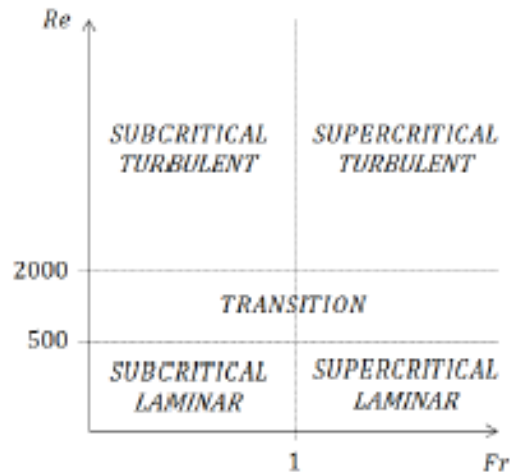 Re
SUBCRITICAL SUPERCRITICAL
TURBULENT TURBULENT
2000
TRANSITION
500
SUBCRITICAL SUPERCRITICAL
LAMINAR LAMINAR
1 Fr